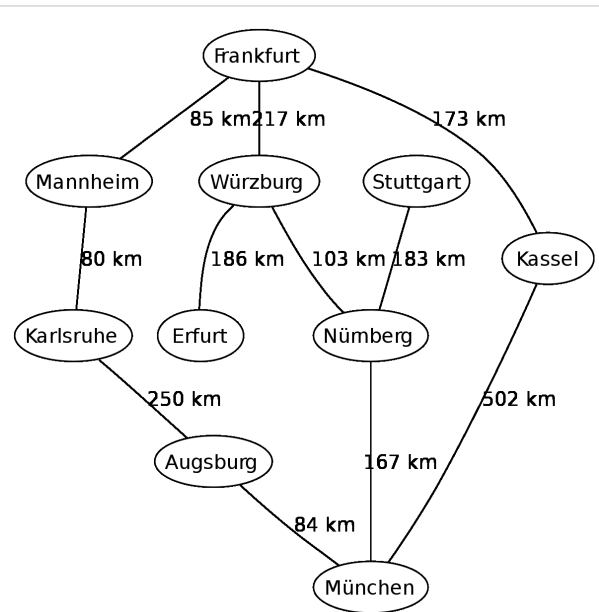 Frankfurt
85 km
217 km
173 km
Mannheim
Würzburg
Stuttgart
Kassel
80 km
186 km
103 km
183 km
Karlsruhe
Erfurt
Nürnberg
250 km
502 km
Augsburg
167 km
84 km
München